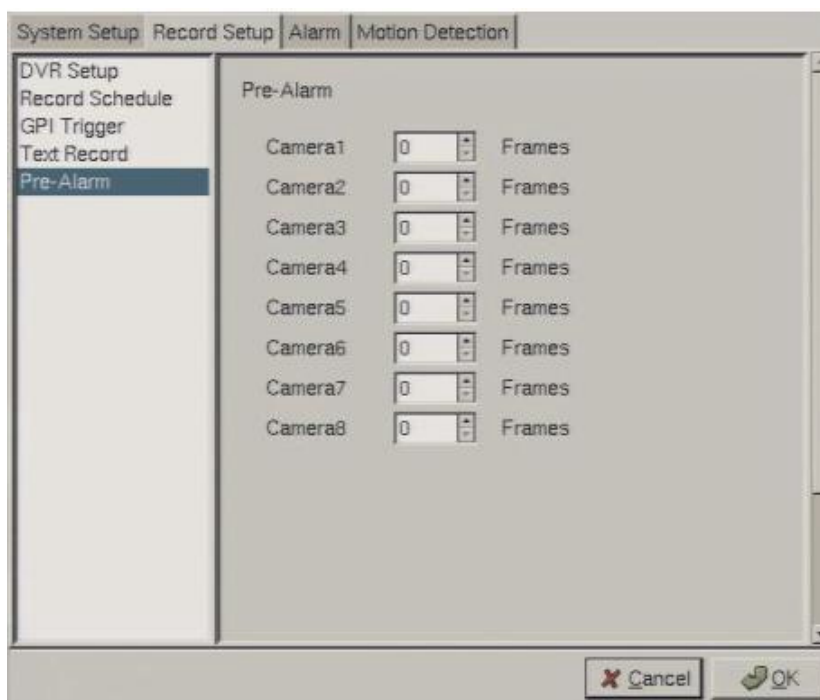 System Setup Record Setup Alarm Motion Detection
DVR Setup
Record Schedule
GPI Trigger
Text Record
Pre-Alarm
Pre-Alarm
Camera1 0 Frames
Camera2 0 Frames
Camera3 0 Frames
Camera4 0 Frames
Camera5 0 Frames
Camera6 0 Frames
Camera7 0 Frames
Camera8 0 Frames
Cancel OK